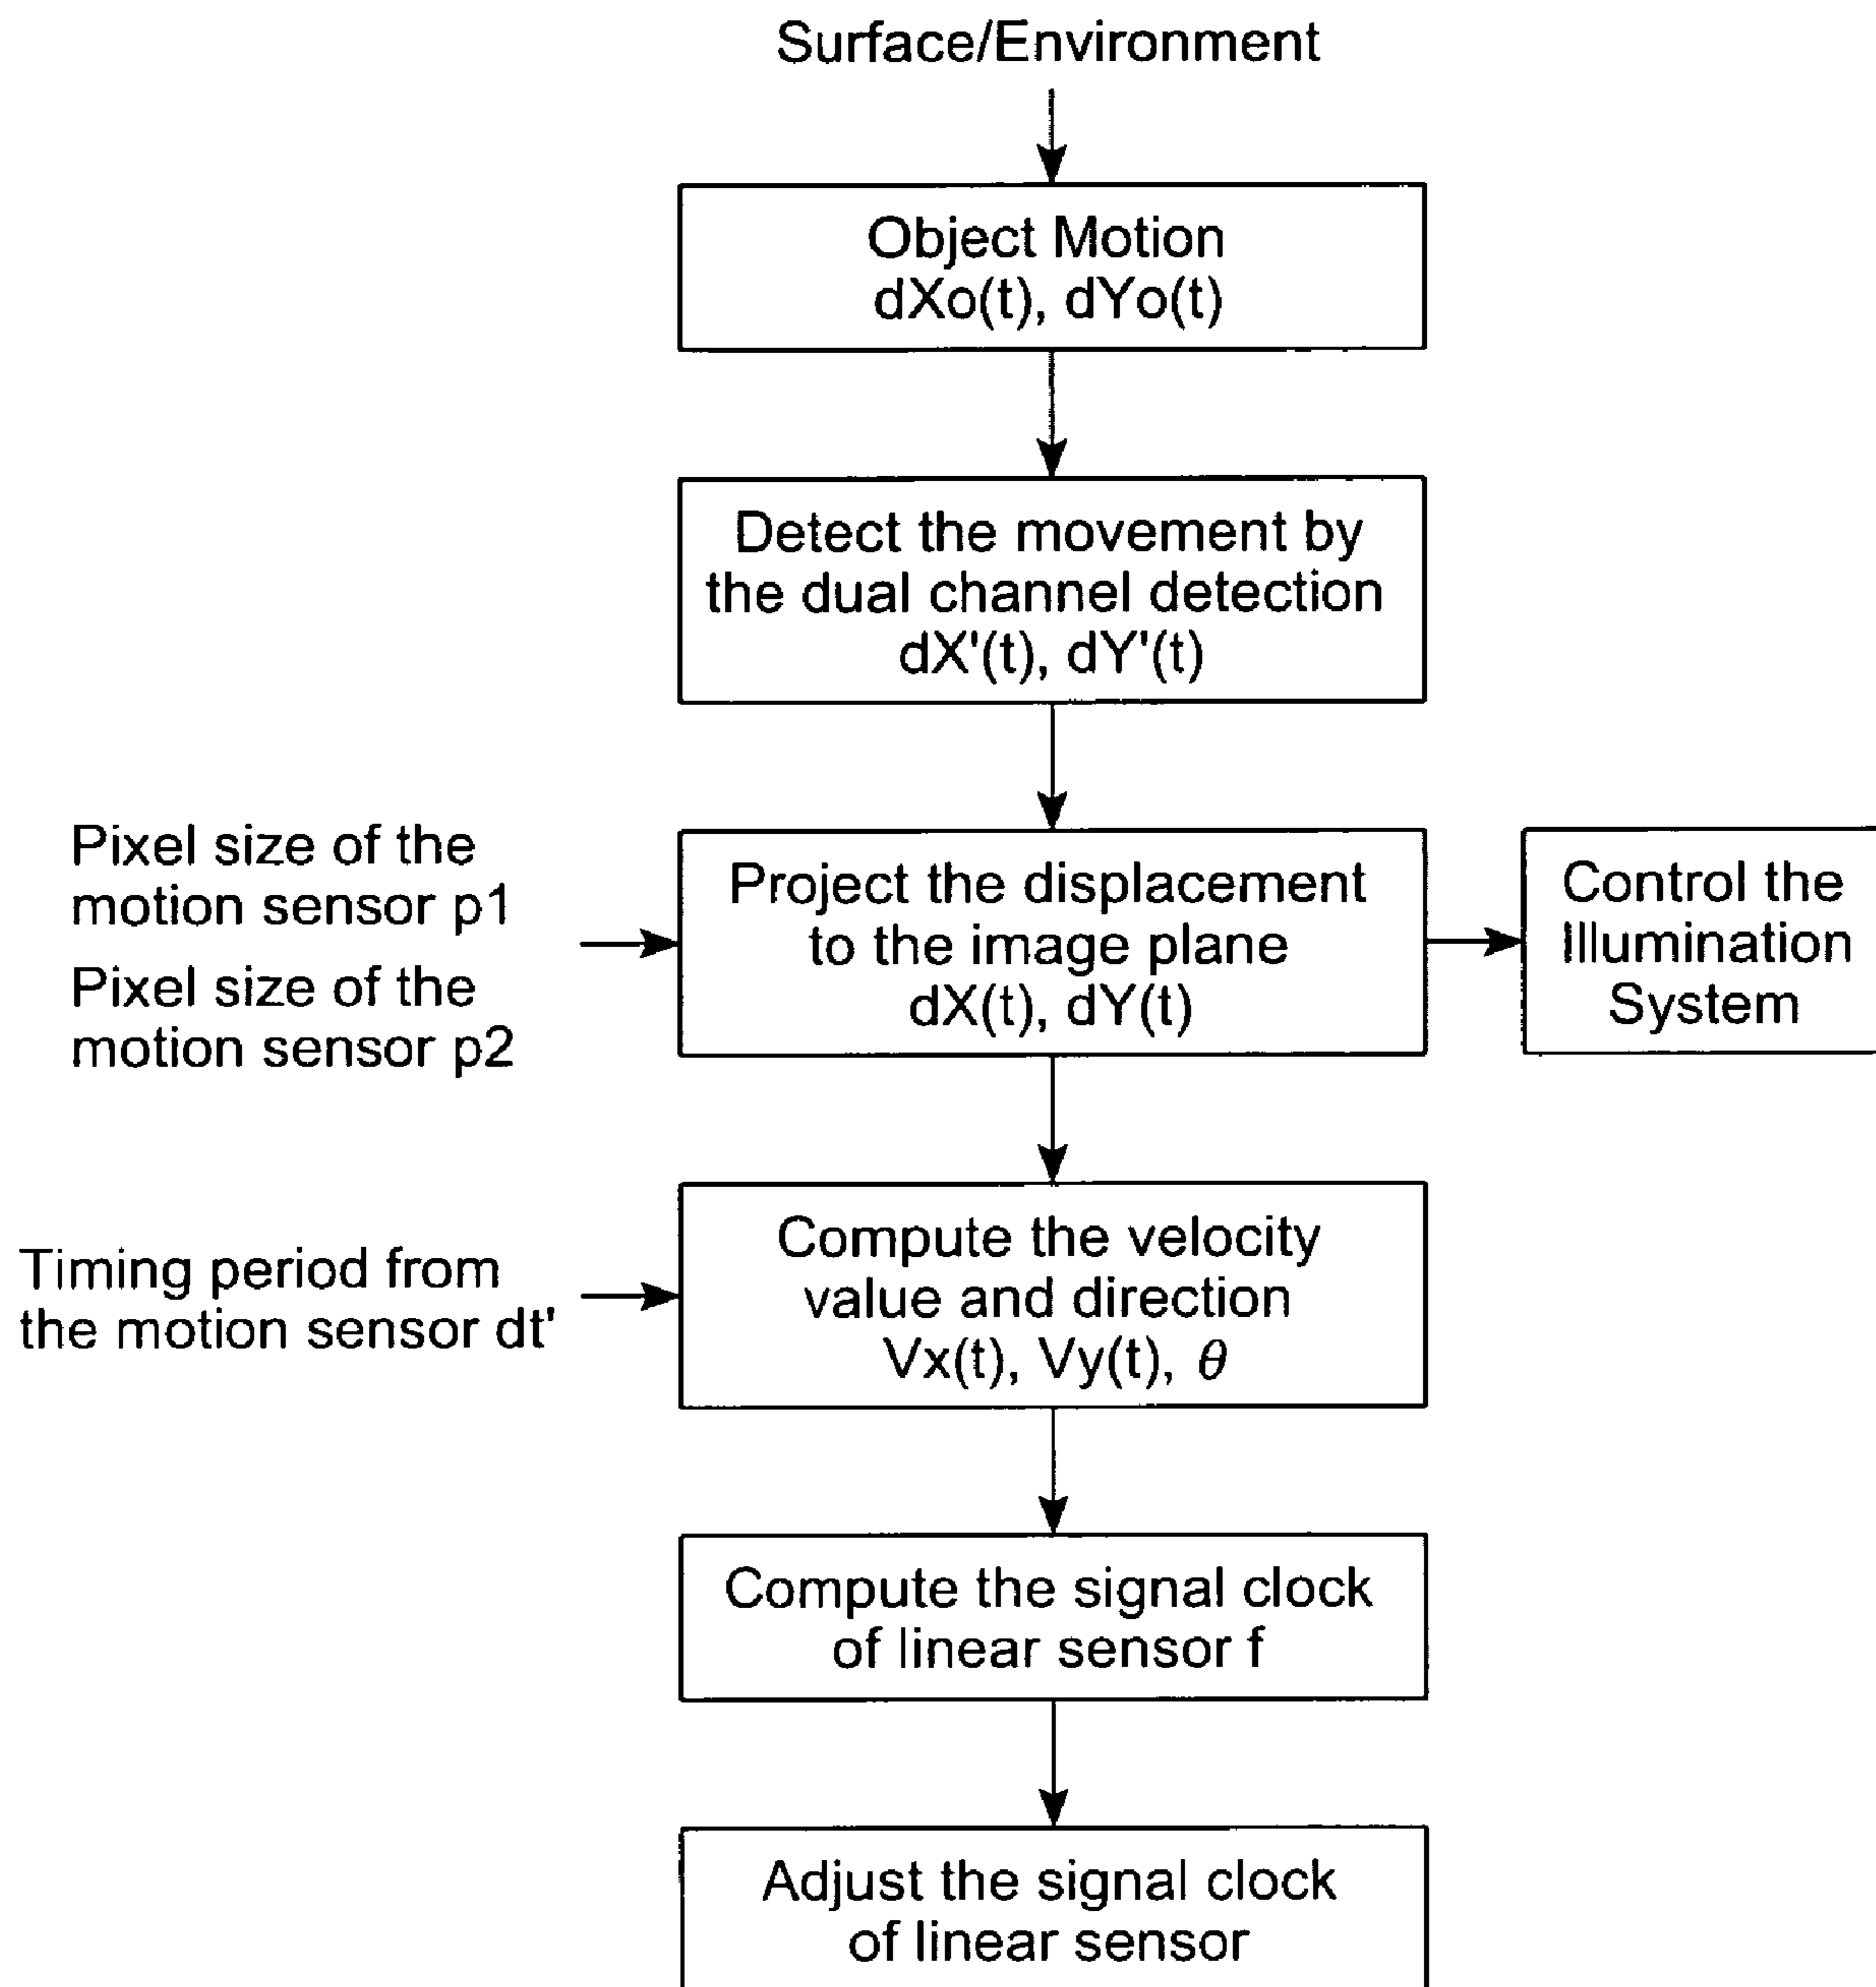 Surface/Environment
Object Motion
dXo(t), dYo(t)
Detect the movement by
the dual channel detection
dX'(t), dY'(t)
Pixel size of the
motion sensor p1
Pixel size of the
motion sensor p2
Project the displacement
to the image plane
dX(t), dY(t)
Control the
Illumination
System
Timing period from
the motion sensor dt'
Compute the velocity
value and direction
Vx(t), Vy(t), θ
Compute the signal clock
of linear sensor f
Adjust the signal clock
of linear sensor